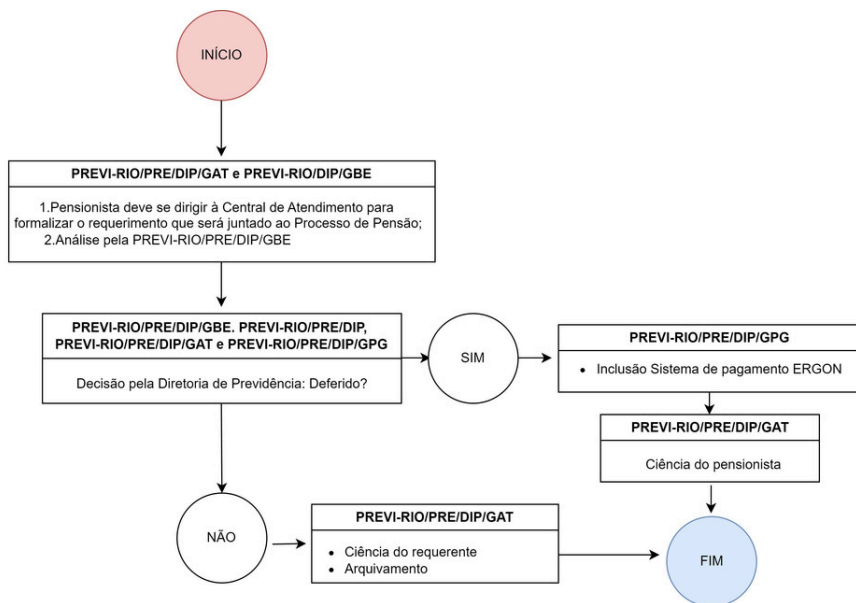 INÍCIO
PREVI-RIO/PRE/DIP/GAT e PREVI-RIO/DIP/GBE
1.Pensionista deve se dirigir à Central de Atendimento para
formalizar o requerimento que será juntado ao Processo de Pensão;
2.Análise pela PREVI-RIO/PRE/DIP/GBE
PREVI-RIO/PRE/DIP/GBE. PREVI-RIO/PRE/DIP,
PREVI-RIO/PRE/DIP/GAT e PREVI-RIO/PRE/DIP/GPG
Decisão pela Diretoria de Previdência: Deferido?
SIM
PREVI-RIO/PRE/DIP/GPG
• Inclusão Sistema de pagamento ERGON
PREVI-RIO/PRE/DIP/GAT
Ciência do pensionista
NÃO
PREVI-RIO/PRE/DIP/GAT
• Ciência do requerente
• Arquivamento
FIM